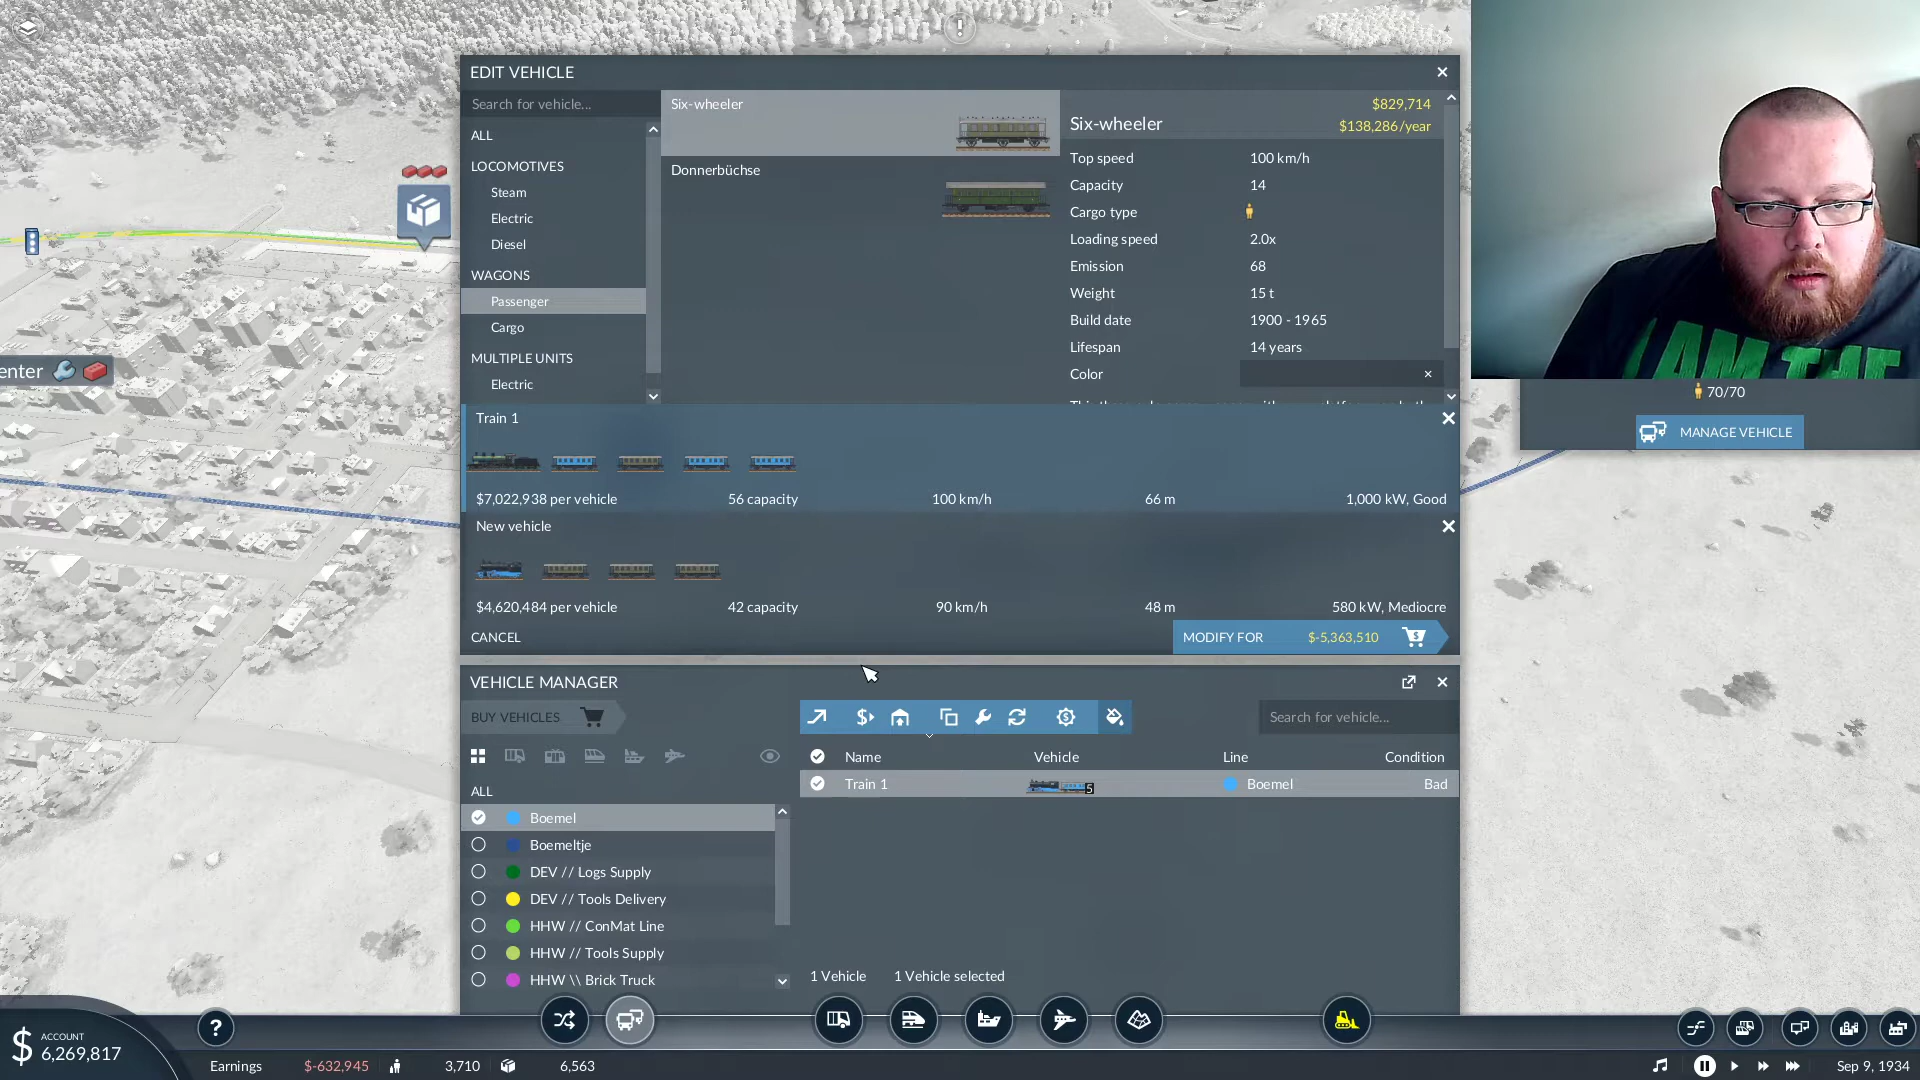 EDIT VEHICLE
Search for vehicle...
ALL
LOCOMOTIVES
Steam
Electric
Diesel
WAGONS
Passenger
Cargo
MULTIPLE UNITS
Electric
Six-wheeler
Donnerbüchse
$829,714
Six-wheeler
$138,286/year
Top speed 100 km/h
Capacity 14
Cargo type
Loading speed 2.0x
Emission 68
Weight 15 t
Build date 1900 - 1965
Lifespan 14 years
Color
Train 1
$7,022,938 per vehicle 56 capacity 100 km/h 66 m 1,000 kW, Good
New vehicle
$4,620,484 per vehicle 42 capacity 90 km/h 48 m 580 kW, Mediocre
CANCEL
MODIFY FOR $-5,363,510
enter
I AM THE
70/70
MANAGE VEHICLE
VEHICLE MANAGER
BUY VEHICLES
Search for vehicle...
ALL
Boemel
Boemeltje
DEV // Logs Supply
DEV // Tools Delivery
HHW // ConMat Line
HHW // Tools Supply
HHW \\ Brick Truck
Name Vehicle Line Condition
Train 1 5 Boemel Bad
1 Vehicle 1 Vehicle selected
$ ACCOUNT
6,269,817
?
Earnings $-632,945 3,710 6,563
Sep 9, 1934